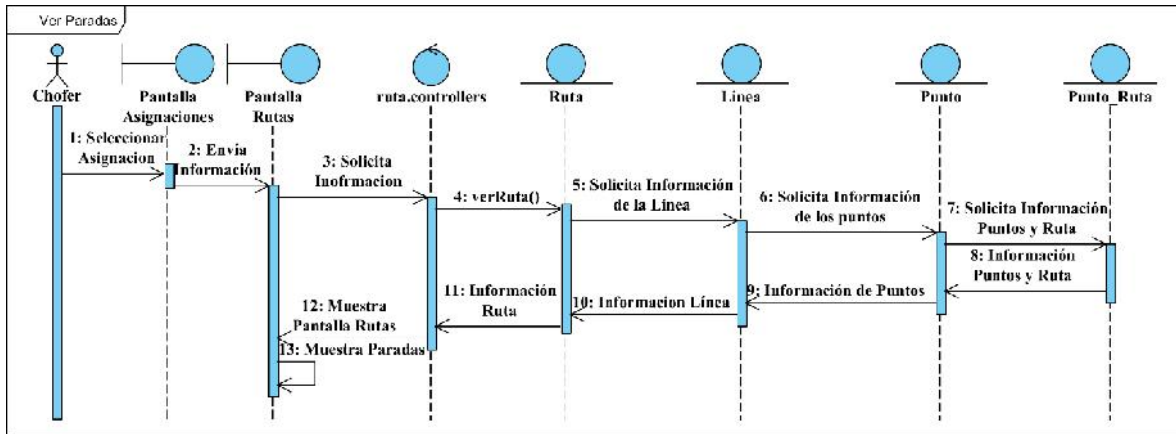 Ver Paradas
Chofer
Pantalla
Asignaciones
Pantalla
Rutas
ruta.controllers
Ruta
Linea
Punto
Punto_Ruta
1: Seleccionar
Asignacion
2: Envia
Información
3: Solicita
Inofrmacion
4: verRuta()
5: Solicita Información
de la Linea
6: Solicita Información
de los puntos
7: Solicita Información
Puntos y Ruta
8: Información
Puntos y Ruta
9: Información de Puntos
10: Informacion Línea
11: Información
Ruta
12: Muestra
Pantalla Rutas
13: Muestra Paradas